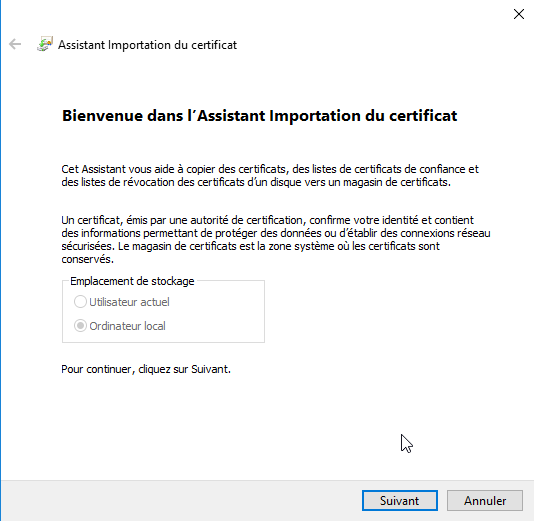 Assistant Importation du certificat
Bienvenue dans l'Assistant Importation du certificat
Cet Assistant vous aide à copier des certificats, des listes de certificats de confiance et
des listes de révocation des certificats d'un disque vers un magasin de certificats.
Un certificat, émis par une autorité de certification, confirme votre identité et contient
des informations permettant de protéger des données ou d'établir des connexions réseau
sécurisées. Le magasin de certificats est la zone système où les certificats sont
conservés.
Emplacement de stockage
Utilisateur actuel
Ordinateur local
Pour continuer, cliquez sur Suivant.
Suivant
Annuler